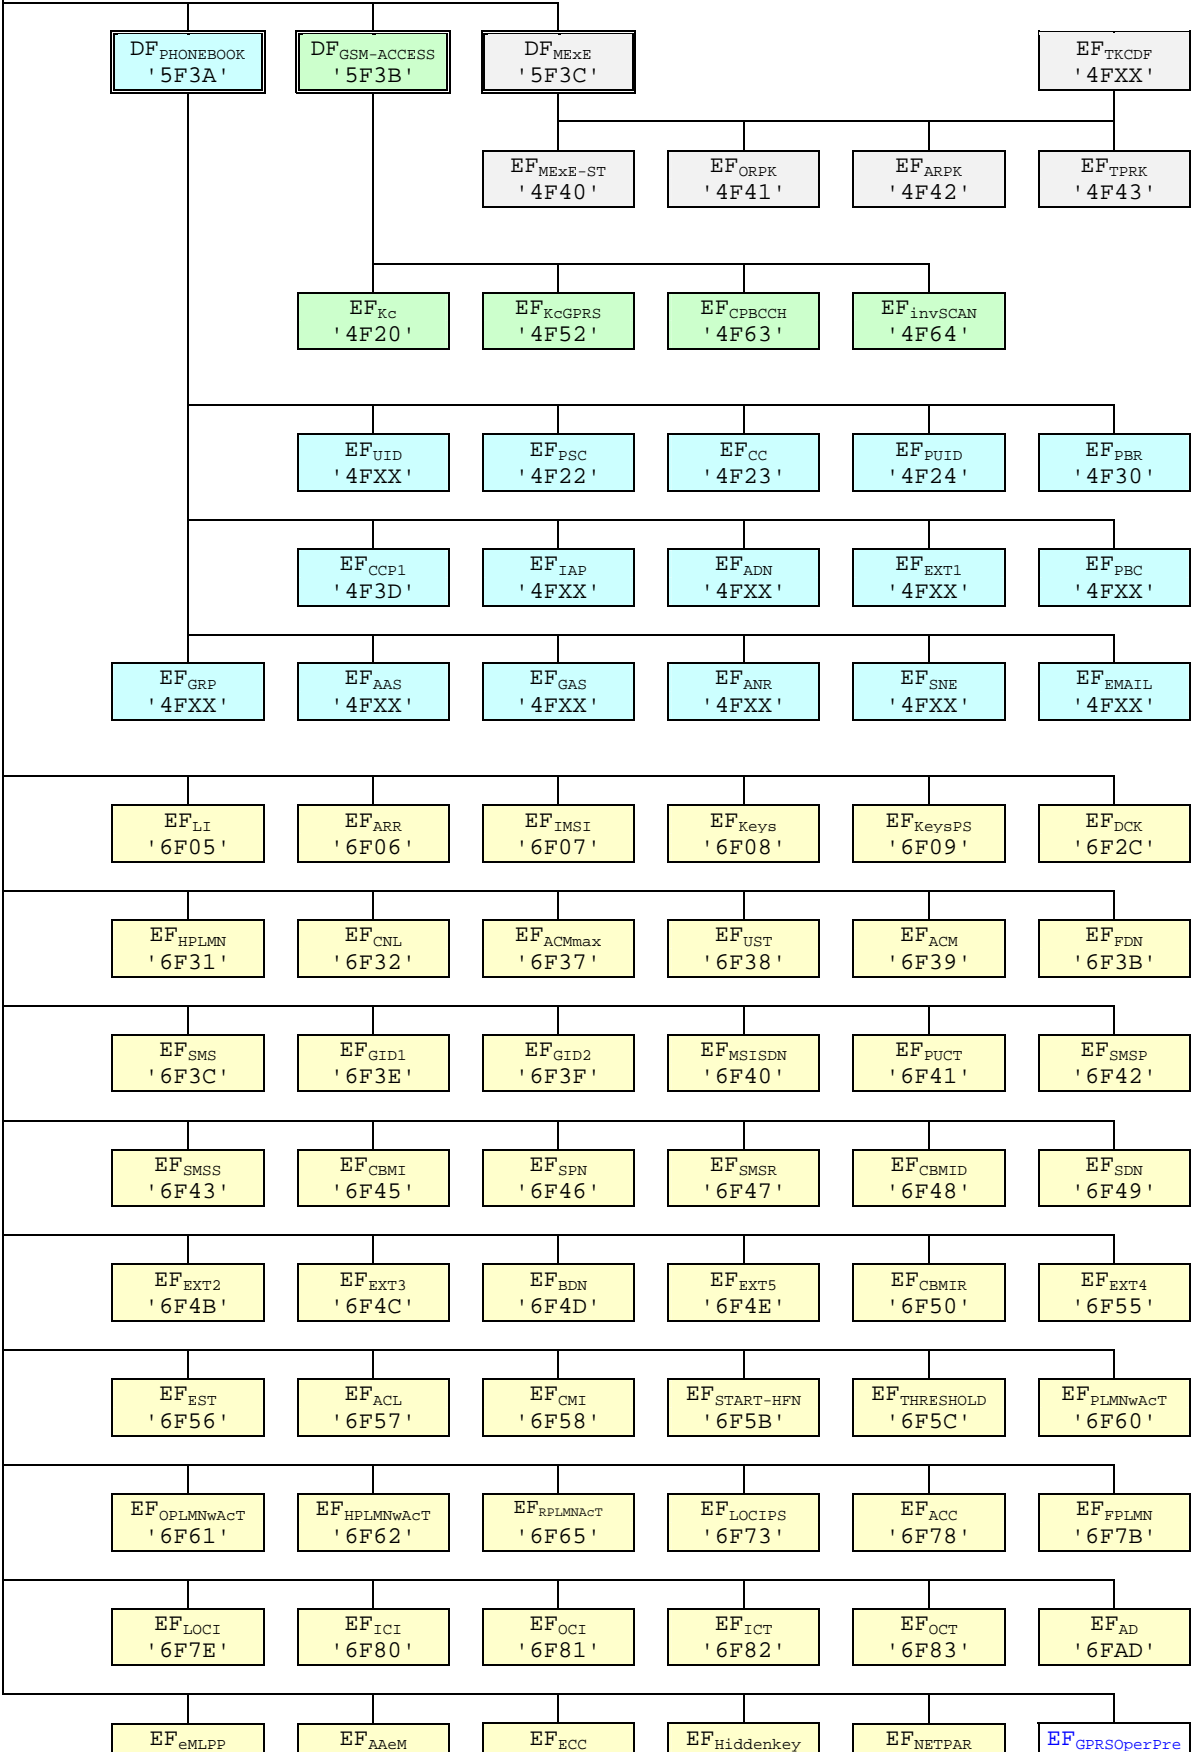 DFPHONEBOOK DFGSM-ACCESS DFMExE EFTKCDF
'5F3A' '5F3B' '5F3C' '4FXX'
EFMExE-ST EFORPK EFARPK EFTPRK
'4F40' '4F41' '4F42' '4F43'
EFKc EFKcGPRS EFCPBCCH EFinvSCAN
'4F20' '4F52' '4F63' '4F64'
EFUID EFPSC EFCC EFPUID EFPBR
'4FXX' '4F22' '4F23' '4F24' '4F30'
EFCCP1 EFIAP EFADN EFEXT1 EFPBC
'4F3D' '4FXX' '4FXX' '4FXX' '4FXX'
EFGRP EFAAS EFGAS EFANR EFSNE EFEMAIL
'4FXX' '4FXX' '4FXX' '4FXX' '4FXX' '4FXX'
EFLI EFARR EFIMSI EFKeys EFKeysPS EFDCK
'6F05' '6F06' '6F07' '6F08' '6F09' '6F2C'
EFHPLMN EFCNL EFACMmax EFUST EFACM EFFDN
'6F31' '6F32' '6F37' '6F38' '6F39' '6F3B'
EFSMS EFGID1 EFGID2 EFMSISDN EFPUCT EFSMSP
'6F3C' '6F3E' '6F3F' '6F40' '6F41' '6F42'
EFSMSS EFCBMI EFSPN EFSMSR EFCBMID EFSDN
'6F43' '6F45' '6F46' '6F47' '6F48' '6F49'
EFEXT2 EFEXT3 EFBDN EFEXT5 EFCBMIR EFEXT4
'6F4B' '6F4C' '6F4D' '6F4E' '6F50' '6F55'
EFEST EFACL EFCMI EFSTART-HFN EFTHRESHOLD EFPLMNwAcT
'6F56' '6F57' '6F58' '6F5B' '6F5C' '6F60'
EFOPLMNwAcT EFHPLMNwAcT EFRPLMNAcT EFLOCIPS EFACC EFFPLMN
'6F61' '6F62' '6F65' '6F73' '6F78' '6F7B'
EFLOCI EFICI EFOCI EFICT EFOCT EFAD
'6F7E' '6F80' '6F81' '6F82' '6F83' '6FAD'
EFeMLPP EFAAeM EFECC EFHiddenkey EFNETPAR EFGPRSOperPre